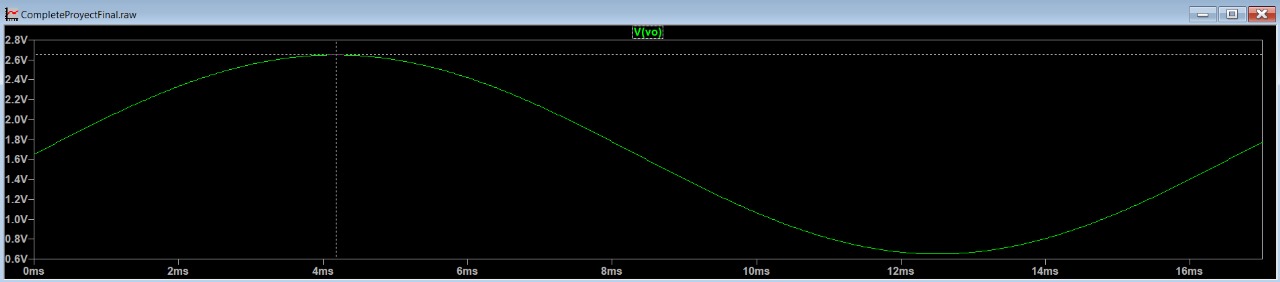 CompleteProyectFinal.raw
V(vo)
2.8V
2.6V
2.4V
2.2V
2.0V
1.8V
1.6V
1.4V
1.2V
1.0V
0.8V
0.6V
0ms 2ms 4ms 6ms 8ms 10ms 12ms 14ms 16ms